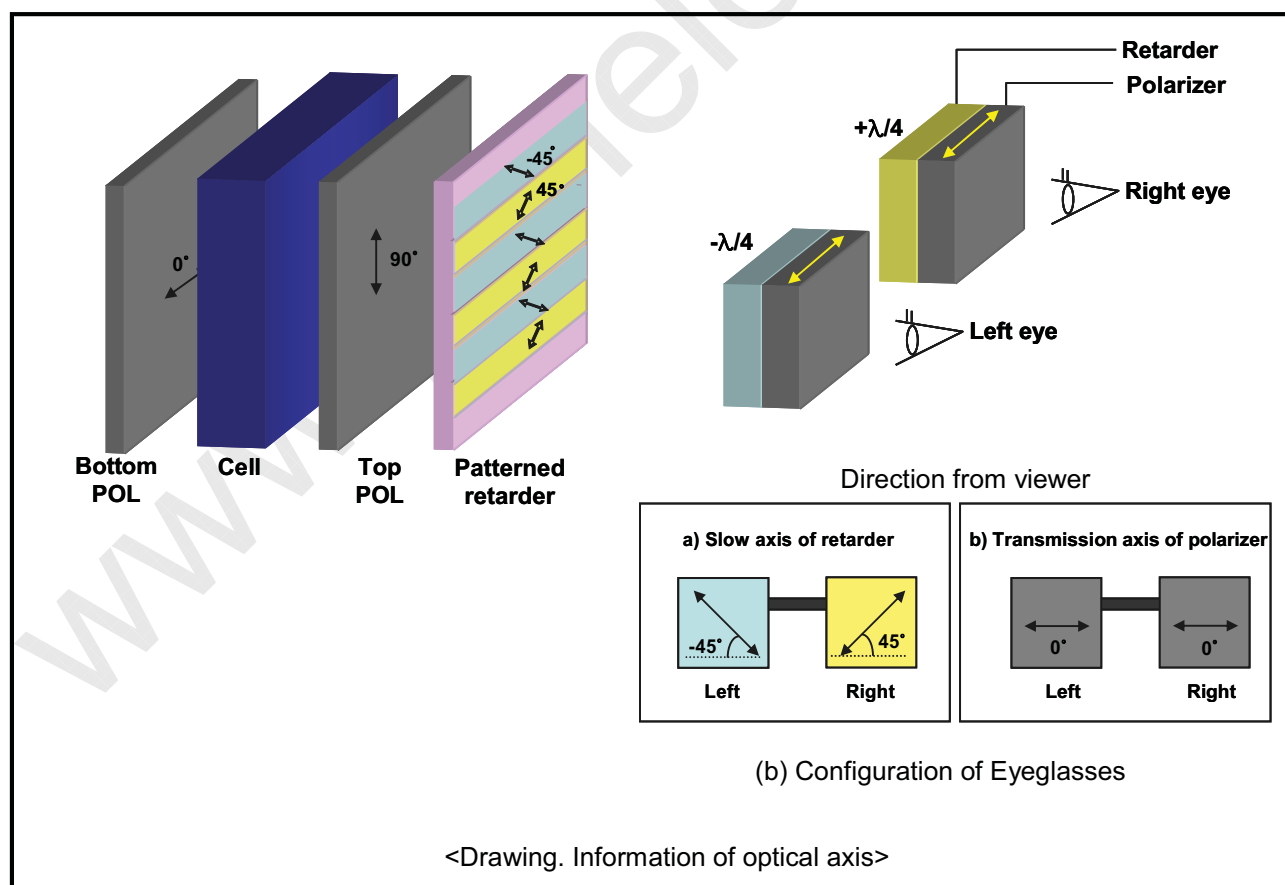 Retarder
Polarizer
+λ/4
-45°
45°
Right eye
-λ/4
0°
90°
Left eye
Bottom
POL
Cell
Top
POL
Patterned
retarder
Direction from viewer
a) Slow axis of retarder
-45°
45°
Left
Right
b) Transmission axis of polarizer
0°
0°
Left
Right
(b) Configuration of Eyeglasses
<Drawing. Information of optical axis>